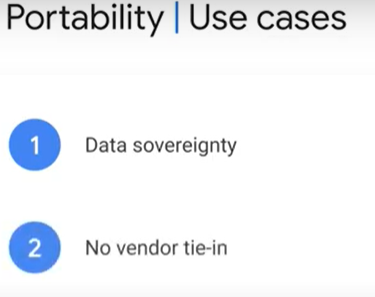 Portability | Use cases
1 Data sovereignty
2 No vendor tie-in